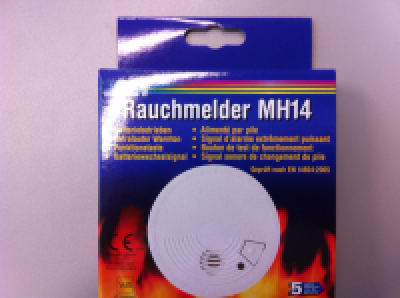 Rauchmelder MH14
Batteriebetrieben
• Alimenté par pile
lautstarker Warnton
• Signal d'alarme extrêmement puissant
Funktionstaste
• Bouton de test de fonctionnement
Batteriewechselsignal
• Signal sonore de changement de pile
Geprüft nach EN 14604:2005
CE
5